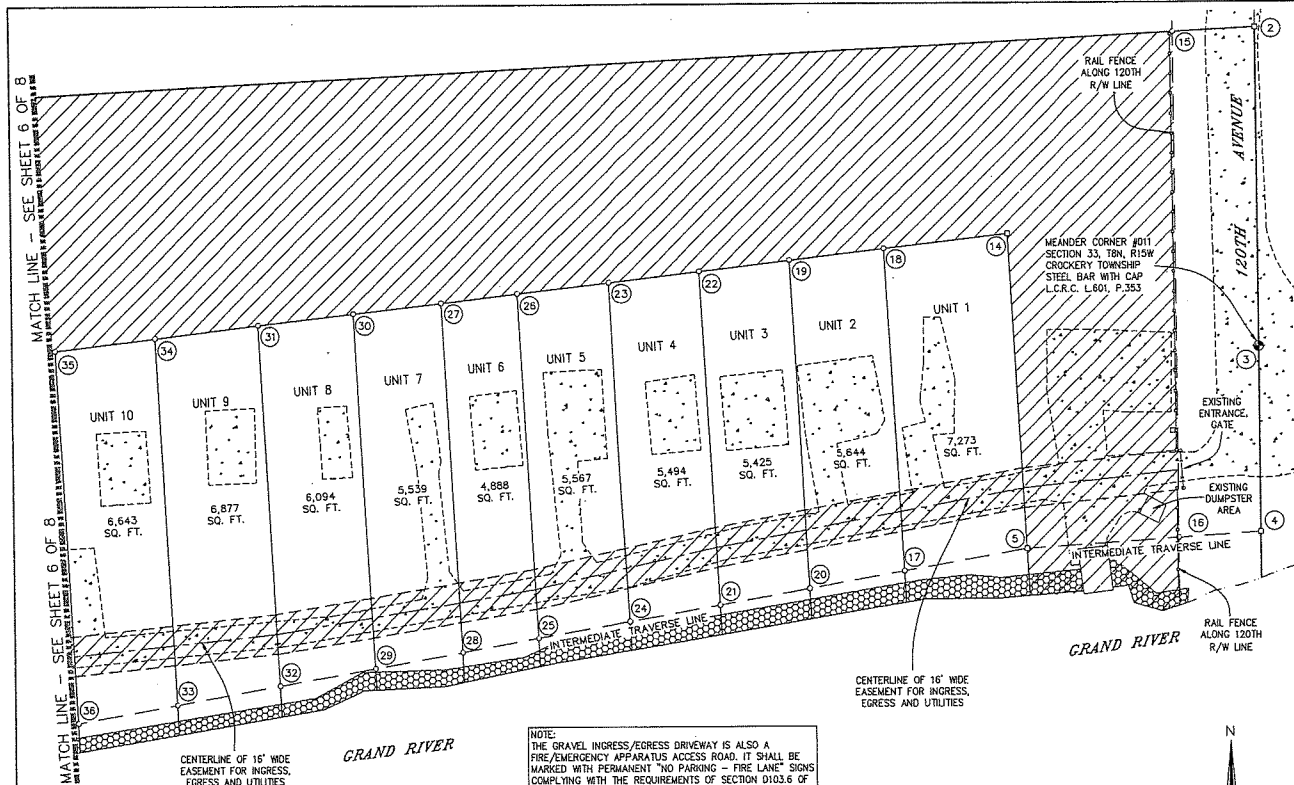 MATCH LINE - SEE SHEET 6 OF 8
MATCH LINE - SEE SHEET 6 OF 8
15
2
RAIL FENCE
ALONG 120TH
R/W LINE
120TH AVENUE
MEANDER CORNER #011
SECTION 33, T8N, R15W
CROCKERY TOWNSHIP
STEEL BAR WITH CAP
L.C.R.C. L.601, P.353
3
14
18
19
22
23
26
27
30
31
34
35
UNIT 1
7,273
SQ. FT.
UNIT 2
5,644
SQ. FT.
UNIT 3
5,425
SQ. FT.
UNIT 4
5,494
SQ. FT.
UNIT 5
5,567
SQ. FT.
UNIT 6
4,888
SQ. FT.
UNIT 7
5,539
SQ. FT.
UNIT 8
6,094
SQ. FT.
UNIT 9
6,877
SQ. FT.
UNIT 10
6,643
SQ. FT.
EXISTING
ENTRANCE,
GATE
EXISTING
DUMPSTER
AREA
16
4
5
INTERMEDIATE TRAVERSE LINE
17
20
21
24
INTERMEDIATE TRAVERSE LINE
25
28
29
32
33
36
RAIL FENCE
ALONG 120TH
R/W LINE
GRAND RIVER
CENTERLINE OF 16' WIDE
EASEMENT FOR INGRESS,
EGRESS AND UTILITIES
GRAND RIVER
CENTERLINE OF 16' WIDE
EASEMENT FOR INGRESS,
EGRESS AND UTILITIES
NOTE:
THE GRAVEL INGRESS/EGRESS DRIVEWAY IS ALSO A
FIRE/EMERGENCY APPARATUS ACCESS ROAD. IT SHALL BE
MARKED WITH PERMANENT "NO PARKING - FIRE LANE" SIGNS
COMPLYING WITH THE REQUIREMENTS OF SECTION D103.6 OF
N